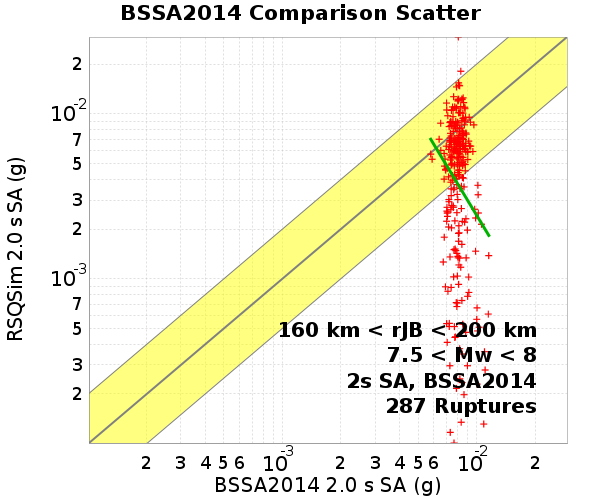 BSSA2014 Comparison Scatter
RSQSim 2.0 s SA (g)
2
10-2
7
5
3
2
10-3
7
5
3
2
160 km < rJB < 200 km
7.5 < Mw < 8
2s SA, BSSA2014
287 Ruptures
2 3 4 5 6 10-3 2 3 4 5 6 10-2 2
BSSA2014 2.0 s SA (g)